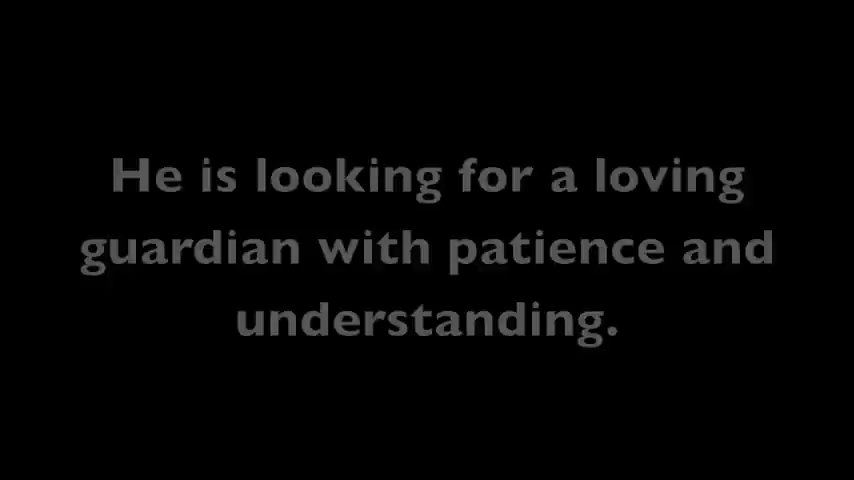 He is looking for a loving
guardian with patience and
understanding.